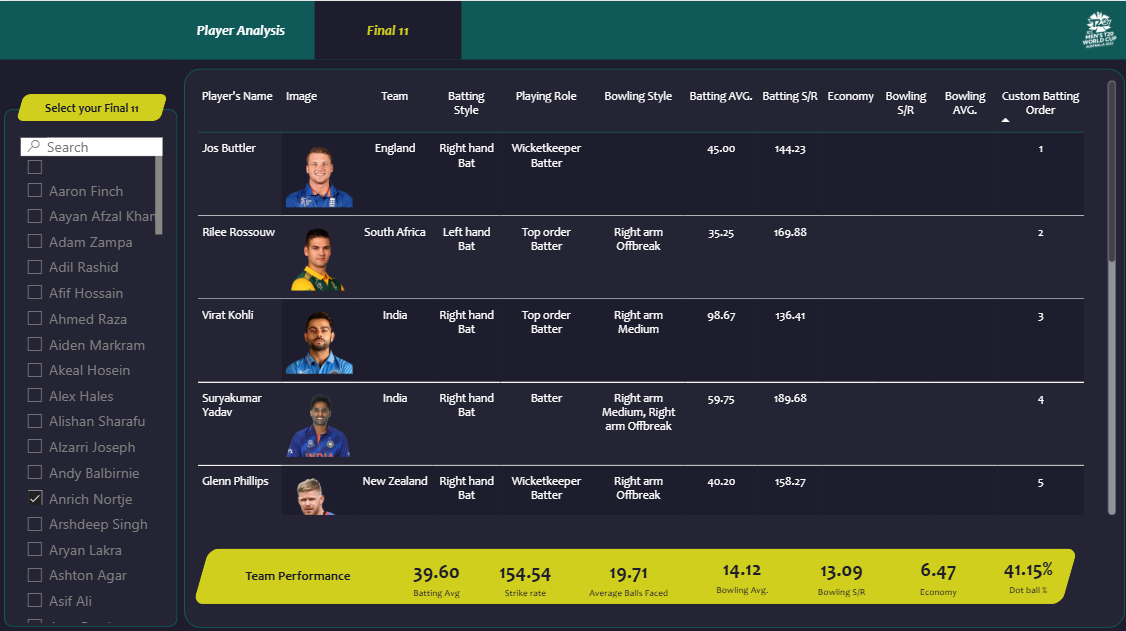 Player Analysis
Final 11
MEN'S T20
WORLD CUP
Select your Final 11
Search
Aaron Finch
Aayan Afzal Khan
Adam Zampa
Adil Rashid
Afif Hossain
Ahmed Raza
Aiden Markram
Akeal Hosein
Alex Hales
Alishan Sharafu
Alzarri Joseph
Andy Balbirnie
Anrich Nortje
Arshdeep Singh
Aryan Lakra
Ashton Agar
Asif Ali
Player's Name Image Team Batting Style Playing Role Bowling Style Batting AVG. Batting S/R Economy Bowling S/R Bowling AVG. Custom Batting Order
Jos Buttler England Right hand Bat Wicketkeeper Batter 45.00 144.23 1
Rilee Rossouw South Africa Left hand Bat Top order Batter Right arm Offbreak 35.25 169.88 2
Virat Kohli India Right hand Bat Top order Batter Right arm Medium 98.67 136.41 3
Suryakumar Yadav India Right hand Bat Batter Right arm Medium, Right arm Offbreak 59.75 189.68 4
INDIA
Glenn Phillips New Zealand Right hand Bat Wicketkeeper Batter Right arm Offbreak 40.20 158.27 5
Team Performance
39.60 154.54 19.71 14.12 13.09 6.47 41.15%
Batting Avg Strike rate Average Balls Faced Bowling Avg. Bowling S/R Economy Dot ball %